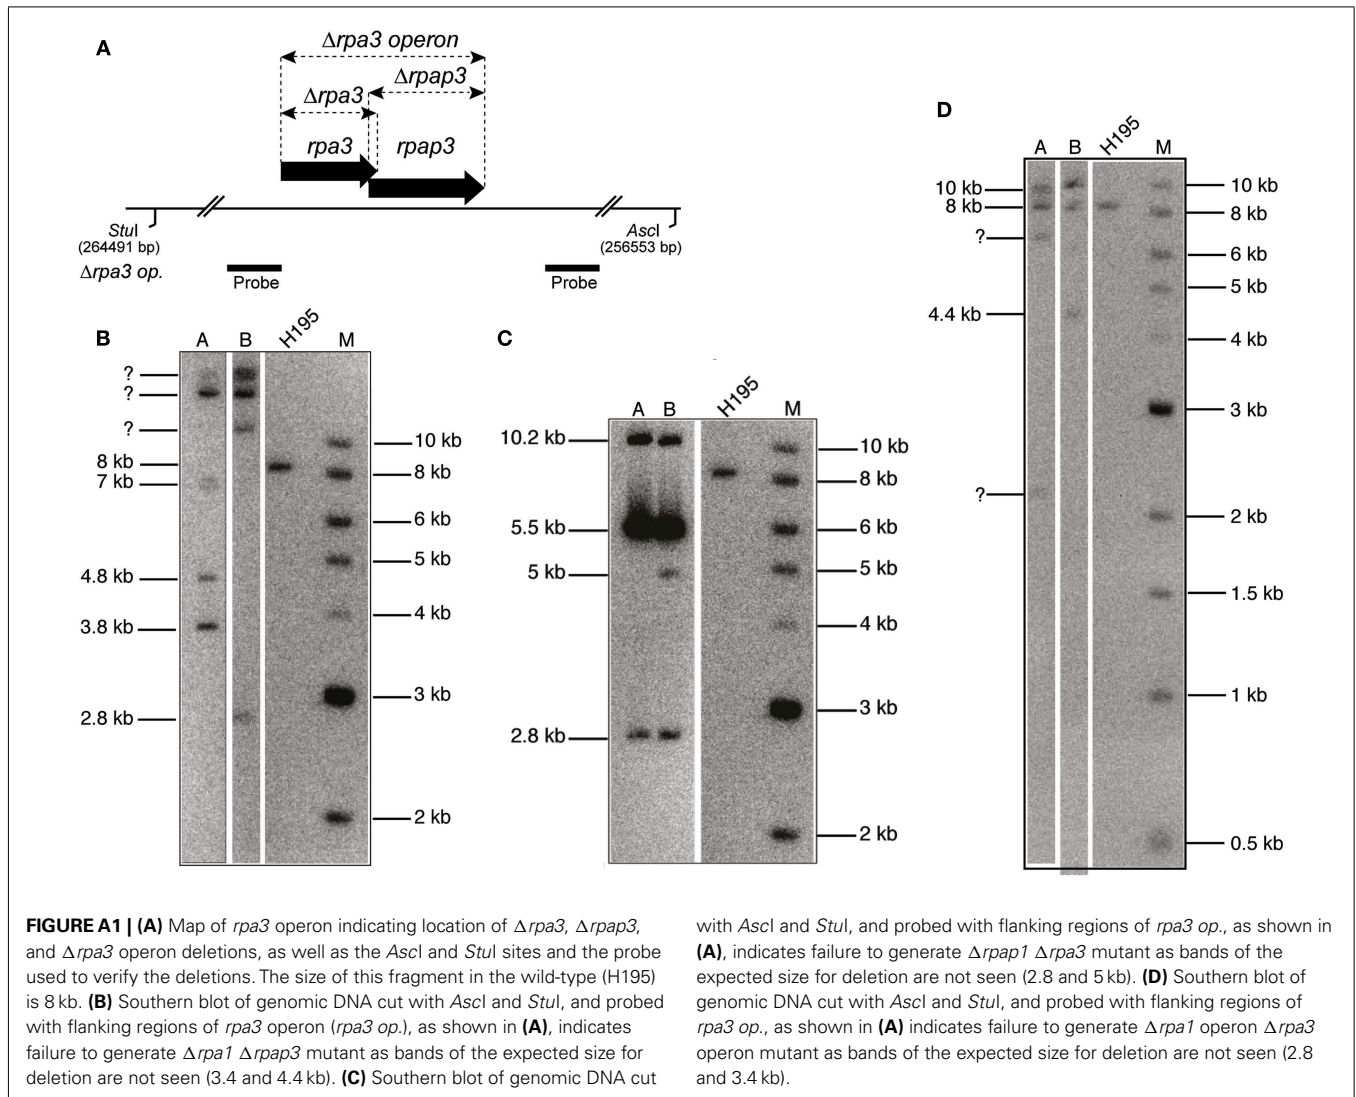 A
Δrpa3 operon
Δrpap3
Δrpa3
rpa3
rpap3
StuI
(264491 bp)
AscI
(256553 bp)
Δrpa3 op.
Probe
Probe
B
A
B
H195
M
?
?
?
8 kb
7 kb
4.8 kb
3.8 kb
2.8 kb
10 kb
8 kb
6 kb
5 kb
4 kb
3 kb
2 kb
C
A
B
H195
M
10.2 kb
5.5 kb
5 kb
2.8 kb
10 kb
8 kb
6 kb
5 kb
4 kb
3 kb
2 kb
D
A
B
H195
M
10 kb
8 kb
?
4.4 kb
?
10 kb
8 kb
6 kb
5 kb
4 kb
3 kb
2 kb
1.5 kb
1 kb
0.5 kb
FIGURE A1 | (A) Map of rpa3 operon indicating location of Δrpa3, Δrpap3,
and Δrpa3 operon deletions, as well as the AscI and StuI sites and the probe
used to verify the deletions. The size of this fragment in the wild-type (H195)
is 8 kb. (B) Southern blot of genomic DNA cut with AscI and StuI, and probed
with flanking regions of rpa3 operon (rpa3 op.), as shown in (A), indicates
failure to generate Δrpa1 Δrpap3 mutant as bands of the expected size for
deletion are not seen (3.4 and 4.4 kb). (C) Southern blot of genomic DNA cut
with AscI and StuI, and probed with flanking regions of rpa3 op., as shown in
(A), indicates failure to generate Δrpap1 Δrpa3 mutant as bands of the
expected size for deletion are not seen (2.8 and 5 kb). (D) Southern blot of
genomic DNA cut with AscI and StuI, and probed with flanking regions of
rpa3 op., as shown in (A) indicates failure to generate Δrpa1 operon Δrpa3
operon mutant as bands of the expected size for deletion are not seen (2.8
and 3.4 kb).